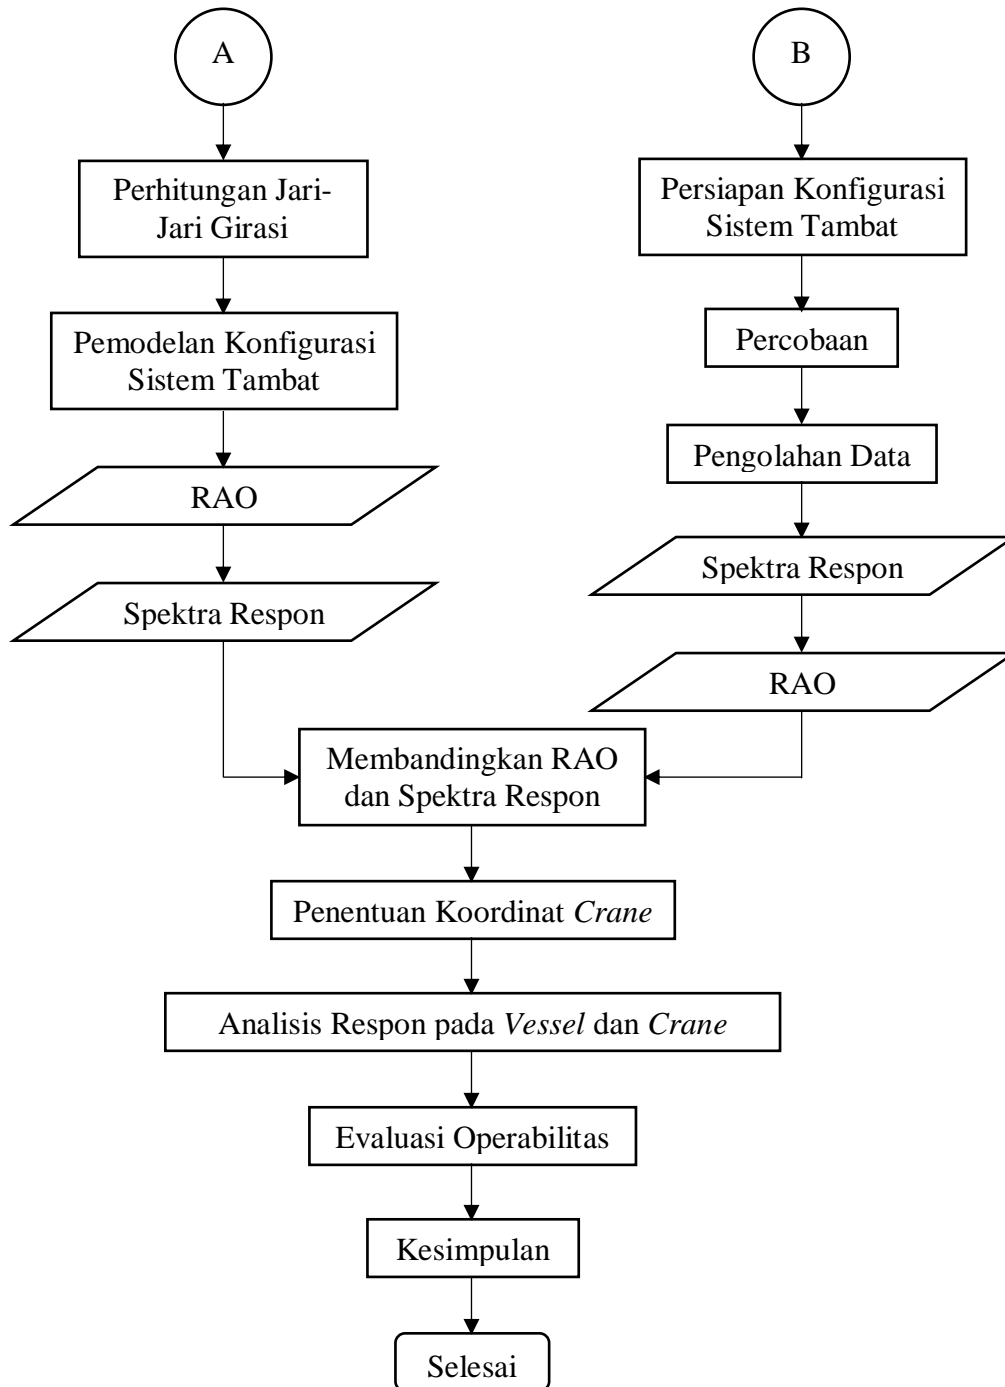 A
Perhitungan Jari-
Jari Girasi
Pemodelan Konfigurasi
Sistem Tambat
RAO
Spektra Respon
B
Persiapan Konfigurasi
Sistem Tambat
Percobaan
Pengolahan Data
Spektra Respon
RAO
Membandingkan RAO
dan Spektra Respon
Penentuan Koordinat Crane
Analisis Respon pada Vessel dan Crane
Evaluasi Operabilitas
Kesimpulan
Selesai